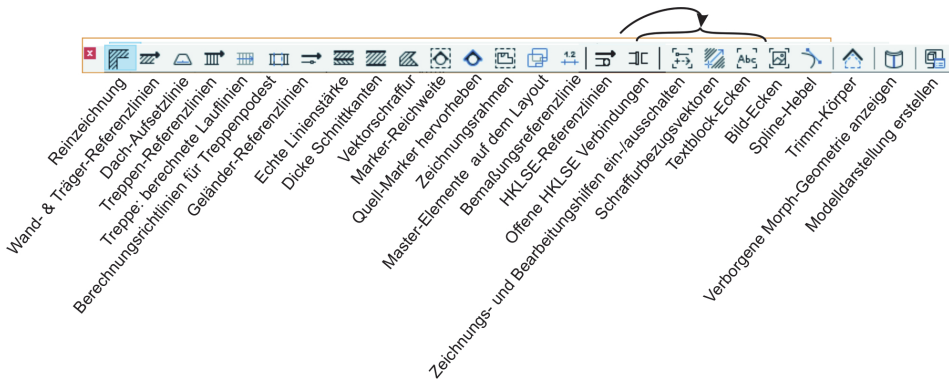 x
1.2
Abc
Reinzeichnung
Wand- & Träger-Referenzlinien
Dach-Aufsetzlinie
Treppen-Referenzlinien
Treppe: berechnete Lauflinien
Berechnungsrichtlinien für Treppenpodest
Geländer-Referenzlinien
Echte Linienstärke
Dicke Schnittkanten
Vektorschraffur
Marker-Reichweite
Quell-Marker hervorheben
Zeichnungsrahmen
Master-Elemente auf dem Layout
Bemaßungsreferenzlinie
HKLSE-Referenzlinien
Offene HKLSE Verbindungen
Zeichnungs- und Bearbeitungshilfen ein-/ausschalten
Schraffurbezugsvektoren
Textblock-Ecken
Bild-Ecken
Spline-Hebel
Trimm-Körper
Verborgene Morph-Geometrie anzeigen
Modelldarstellung erstellen